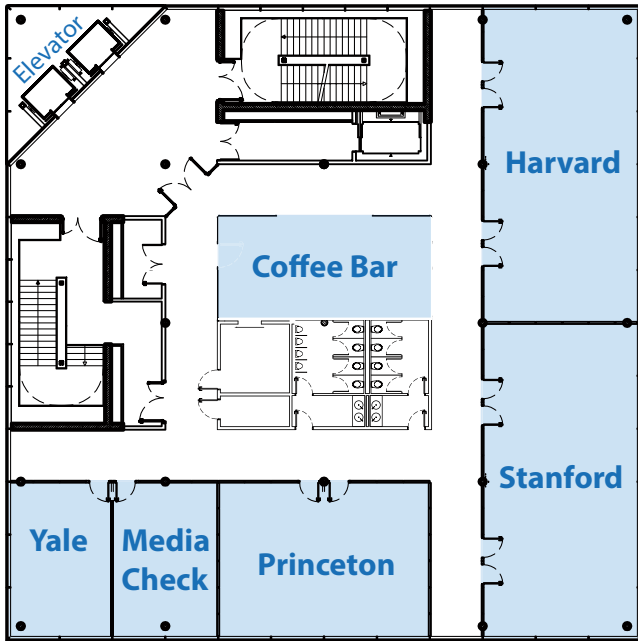 Elevator
Harvard
Coffee Bar
Stanford
Yale
Media
Check
Princeton